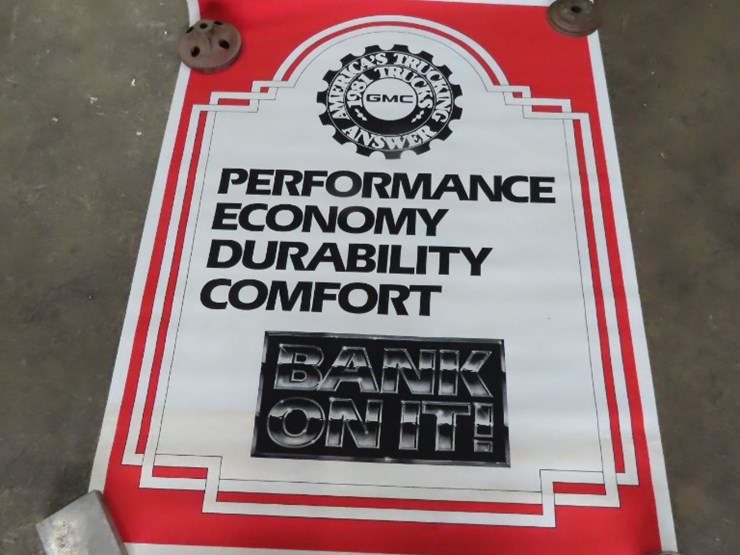 AMERICA'S TRUCKING
ANSWER
1981 TRUCKS
GMC
PERFORMANCE
ECONOMY
DURABILITY
COMFORT
BANK
ON IT!